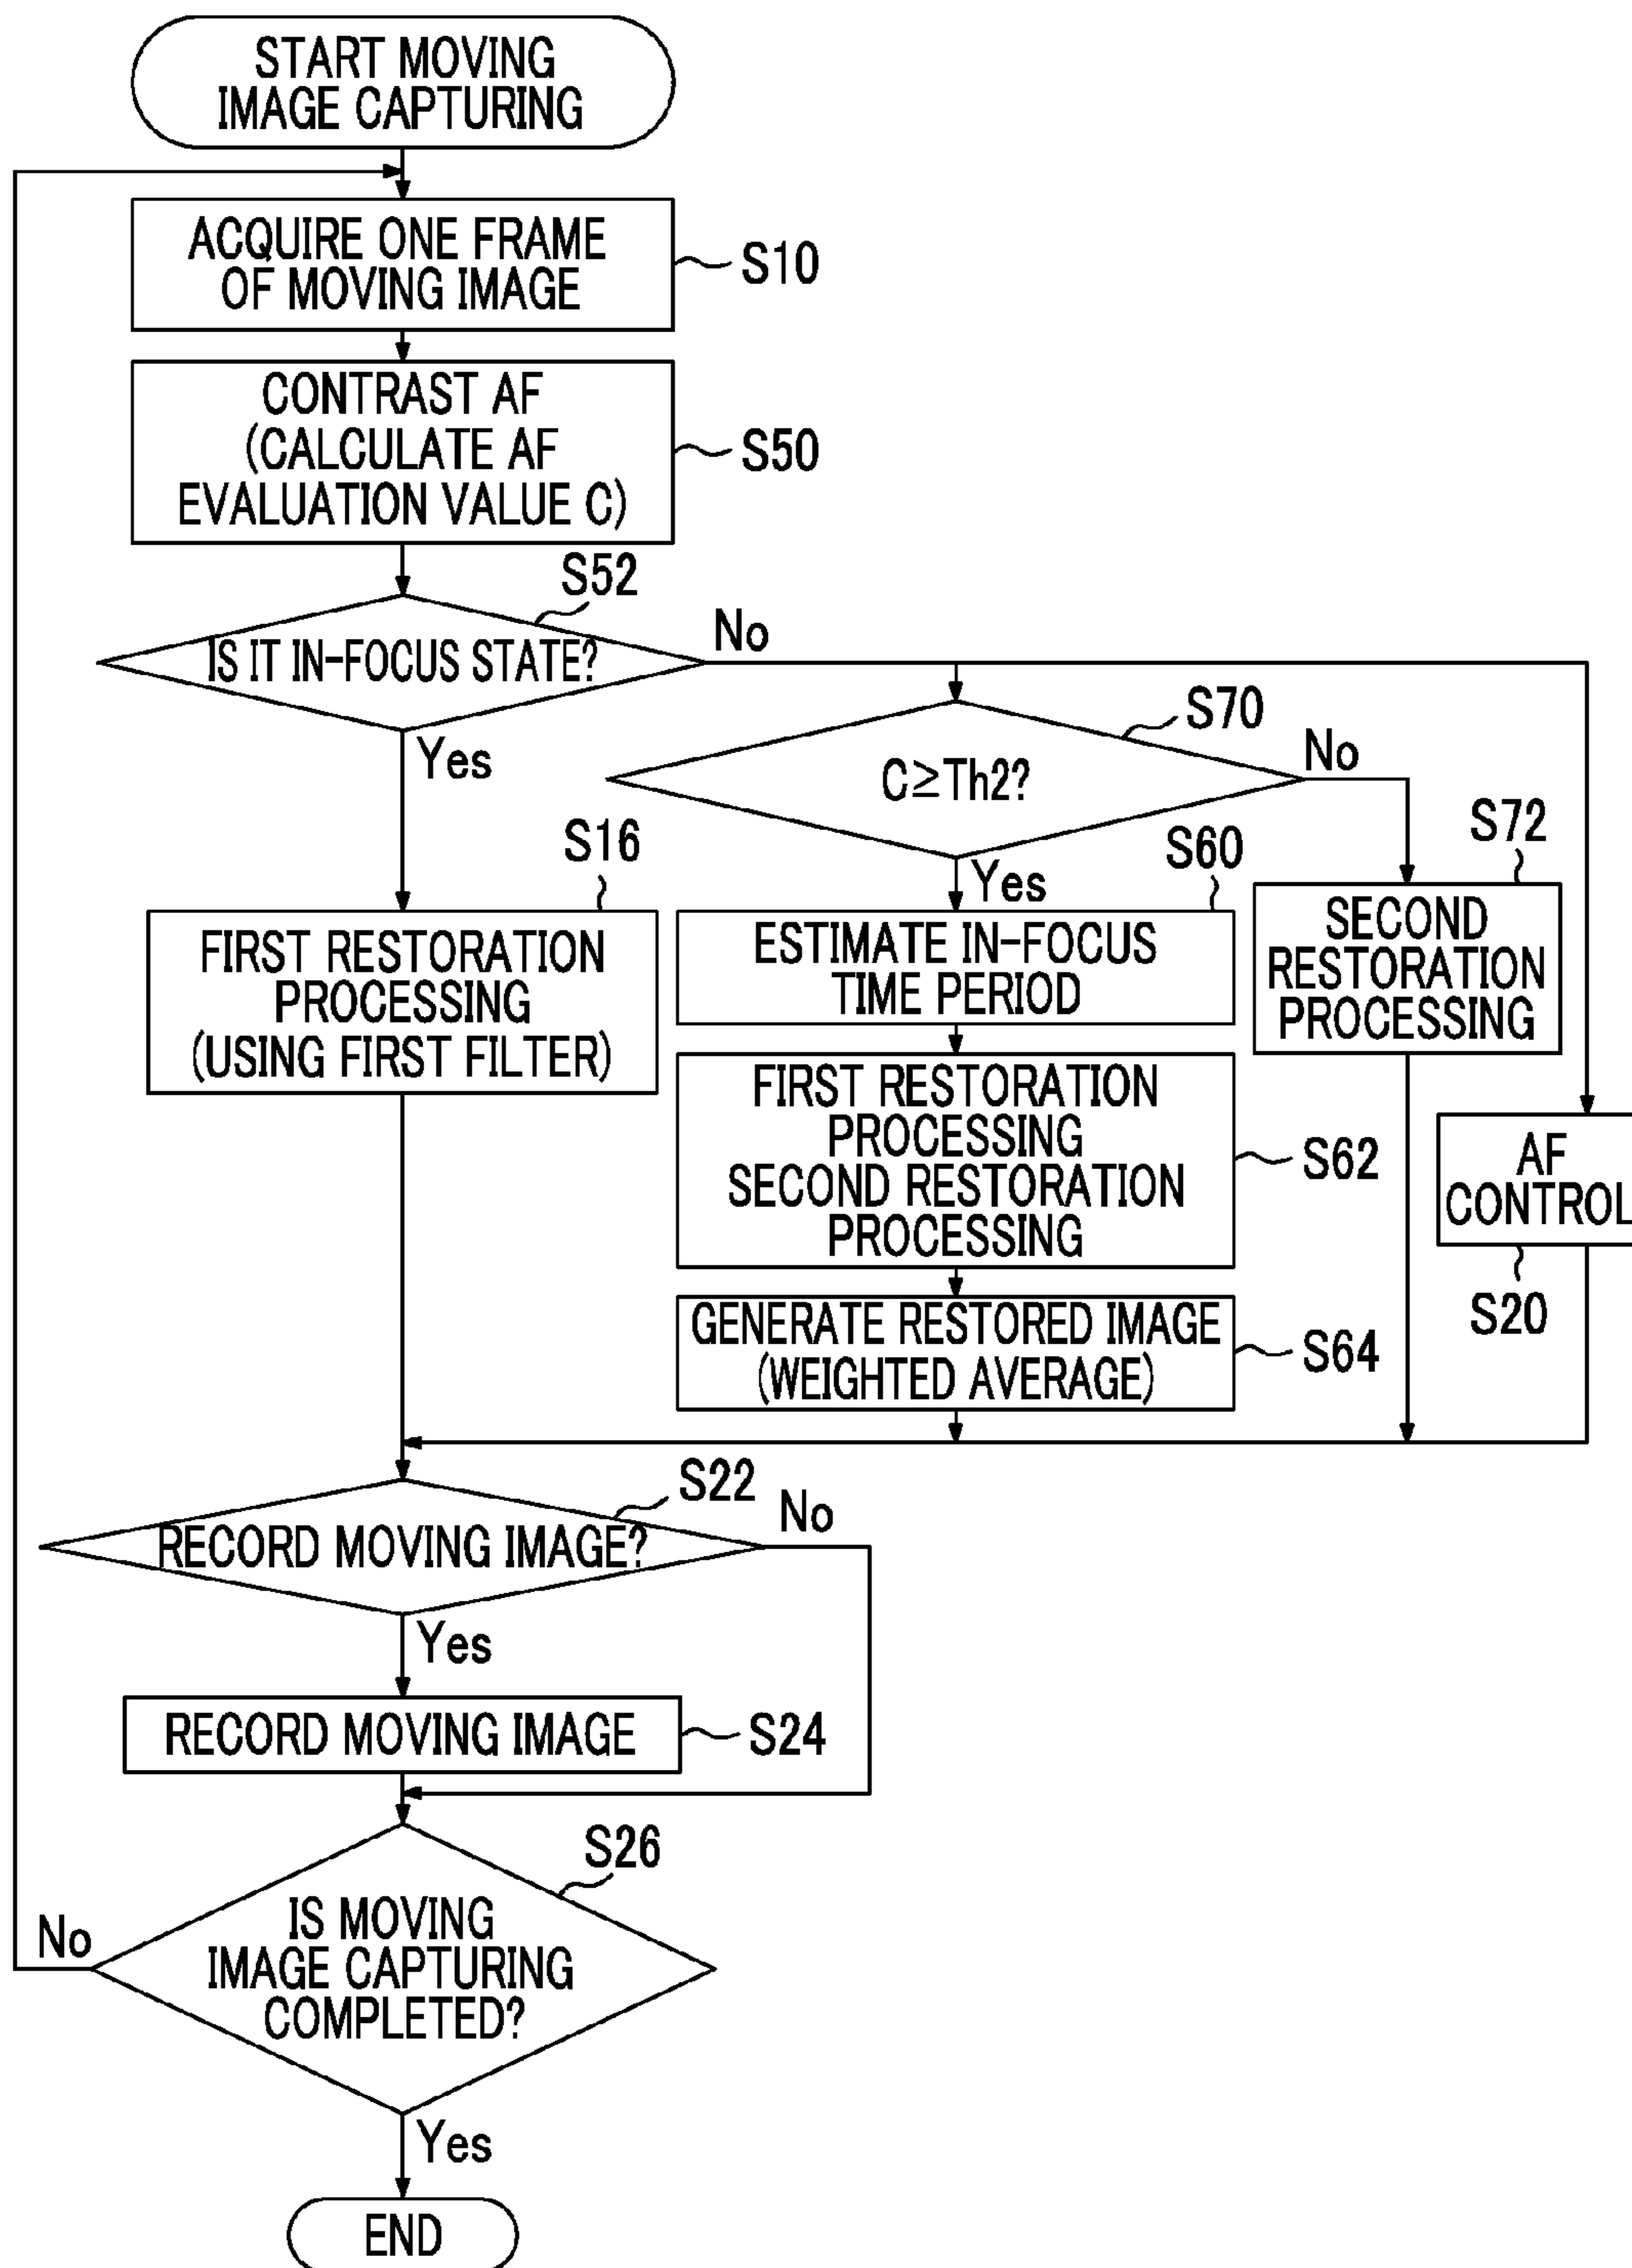 START MOVING
IMAGE CAPTURING
ACQUIRE ONE FRAME
OF MOVING IMAGE
S10
CONTRAST AF
(CALCULATE AF
EVALUATION VALUE C)
S50
S52
IS IT IN-FOCUS STATE?
No
Yes
S70
C≧Th2?
No
Yes
S16
FIRST RESTORATION
PROCESSING
(USING FIRST FILTER)
S60
ESTIMATE IN-FOCUS
TIME PERIOD
S72
SECOND
RESTORATION
PROCESSING
FIRST RESTORATION
PROCESSING
SECOND RESTORATION
PROCESSING
S62
AF
CONTROL
S20
GENERATE RESTORED IMAGE
(WEIGHTED AVERAGE)
S64
S22
RECORD MOVING IMAGE?
No
Yes
RECORD MOVING IMAGE
S24
S26
IS MOVING
IMAGE CAPTURING
COMPLETED?
No
Yes
END